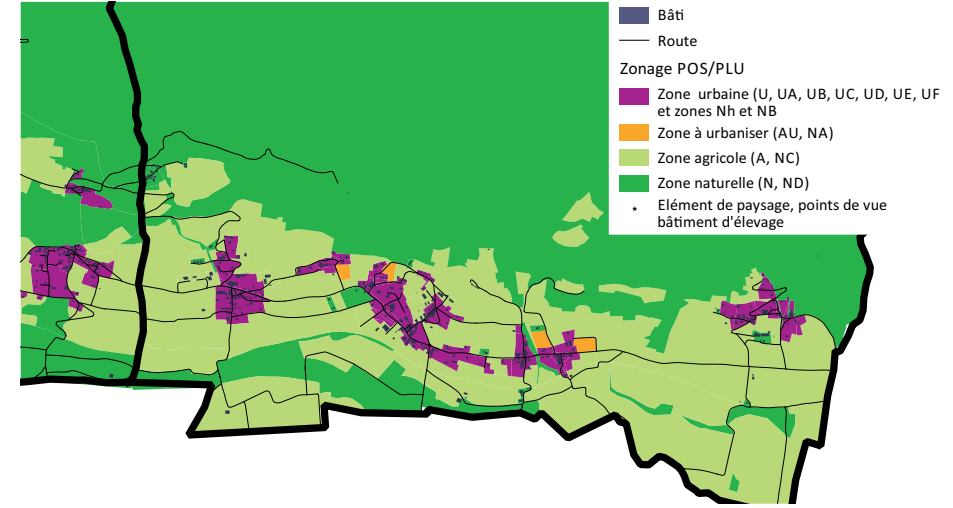 Bâti
Route
Zonage POS/PLU
Zone urbaine (U, UA, UB, UC, UD, UE, UF
et zones Nh et NB
Zone à urbaniser (AU, NA)
Zone agricole (A, NC)
Zone naturelle (N, ND)
Elément de paysage, points de vue
bâtiment d'élevage